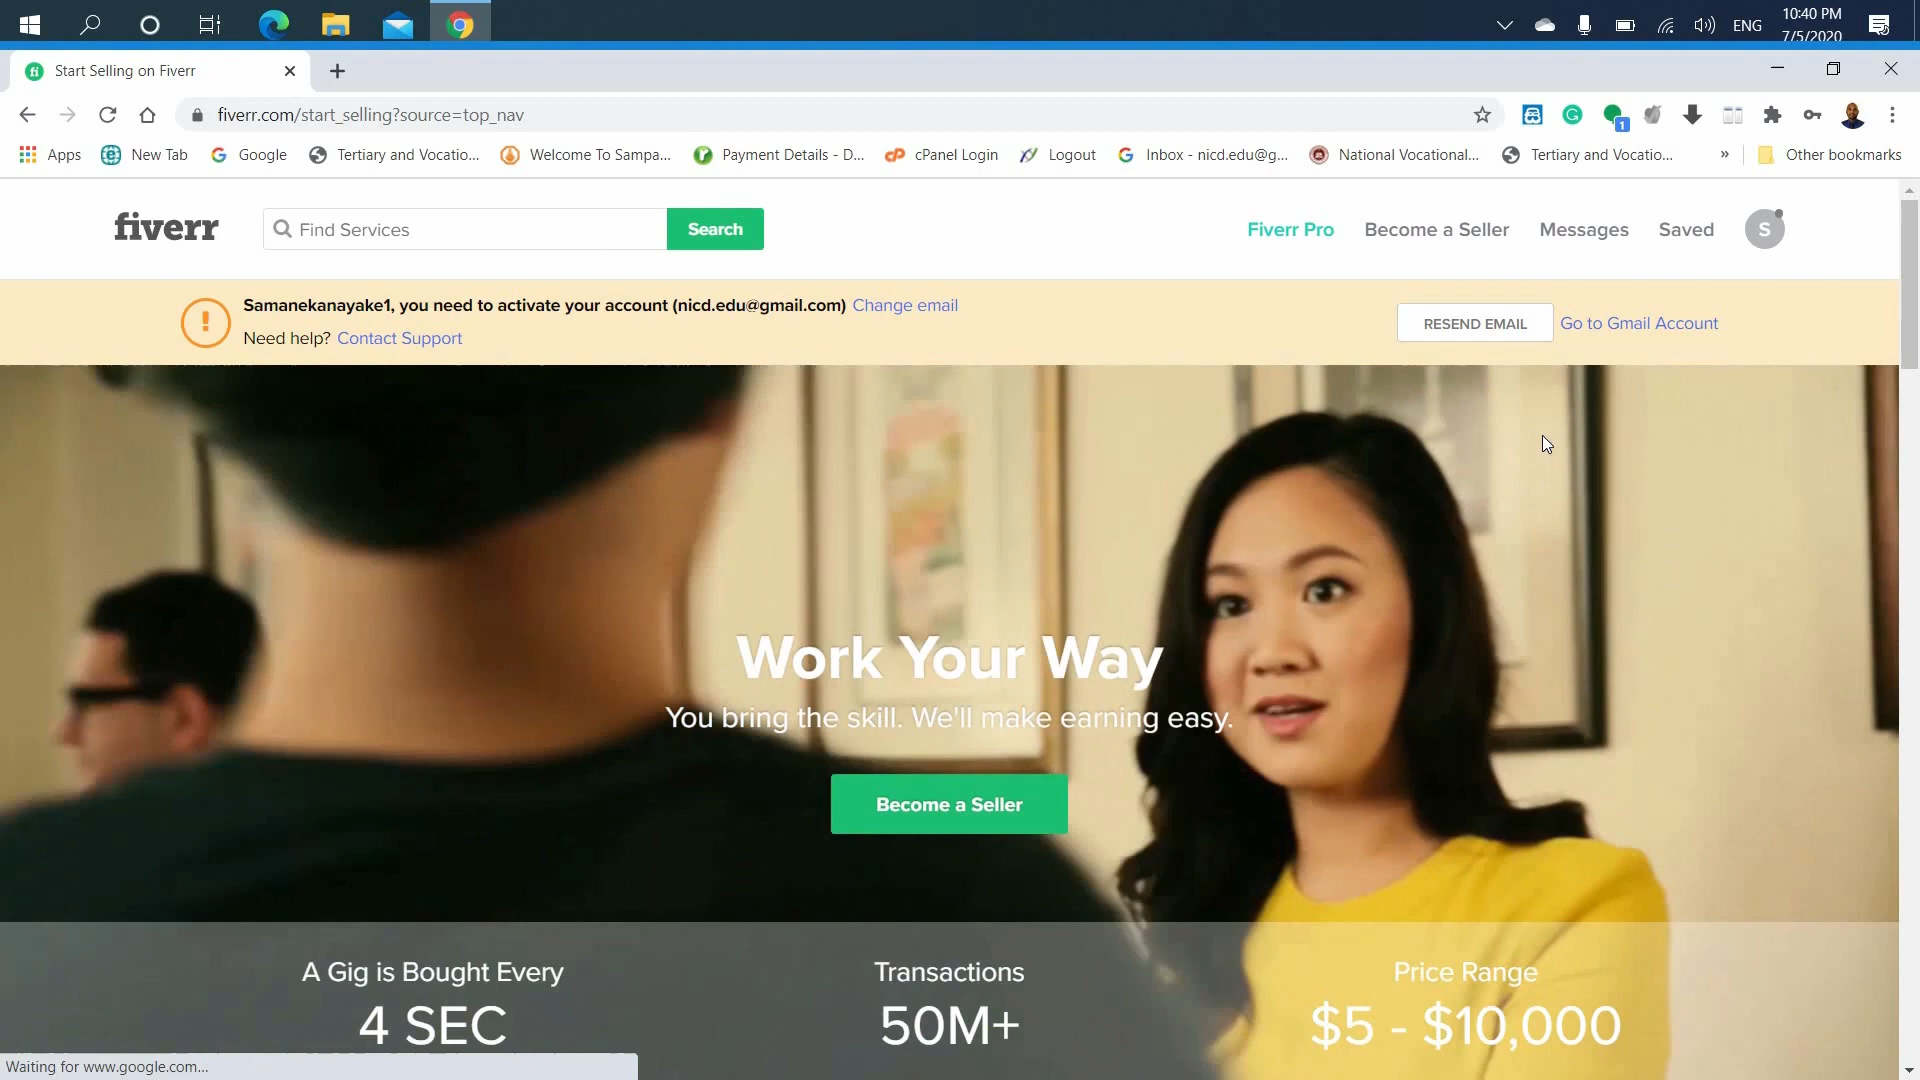 ENG
10:40 PM
7/5/2020
Start Selling on Fiverr
fiverr.com/start_selling?source=top_nav
1
Apps
New Tab
Google
Tertiary and Vocatio...
Welcome To Sampa...
Payment Details - D...
cPanel Login
Logout
Inbox - nicd.edu@g...
National Vocational...
Tertiary and Vocatio...
»
Other bookmarks
fiverr
Find Services
Search
Fiverr Pro
Become a Seller
Messages
Saved
S
Samanekanayake1, you need to activate your account (nicd.edu@gmail.com) Change email
Need help? Contact Support
RESEND EMAIL
Go to Gmail Account
Work Your Way
You bring the skill. We'll make earning easy.
Become a Seller
A Gig is Bought Every
4 SEC
Transactions
50M+
Price Range
$5 - $10,000
Waiting for www.google.com...